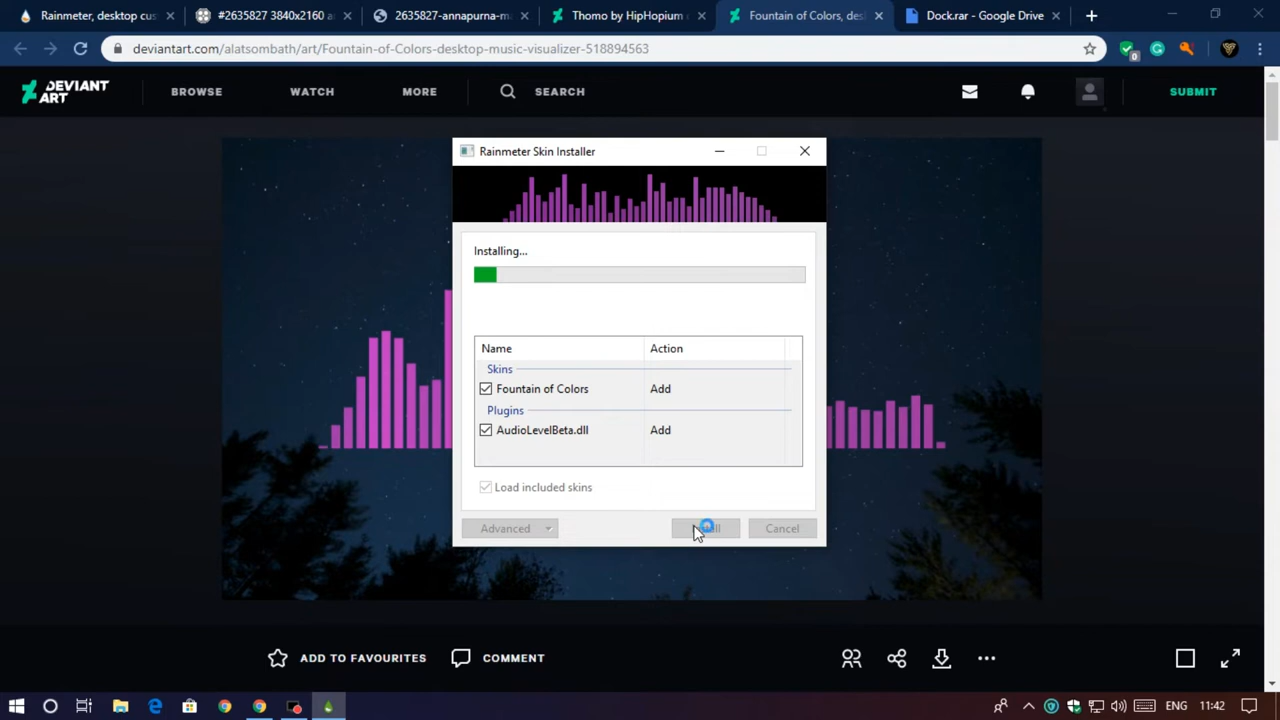 Rainmeter, desktop cus
#2635827 3840x2160 a
2635827-annapurna-m
Thomo by HipHopium
Fountain of Colors, des
Dock.rar - Google Drive
deviantart.com/alatsombath/art/Fountain-of-Colors-desktop-music-visualizer-518894563
0
DEVIANT ART
BROWSE
WATCH
MORE
SEARCH
SUBMIT
Rainmeter Skin Installer
Installing...
Name
Action
Skins
Fountain of Colors
Add
Plugins
AudioLevelBeta.dll
Add
Load included skins
Advanced
Cancel
ADD TO FAVOURITES
COMMENT
ENG
11:42